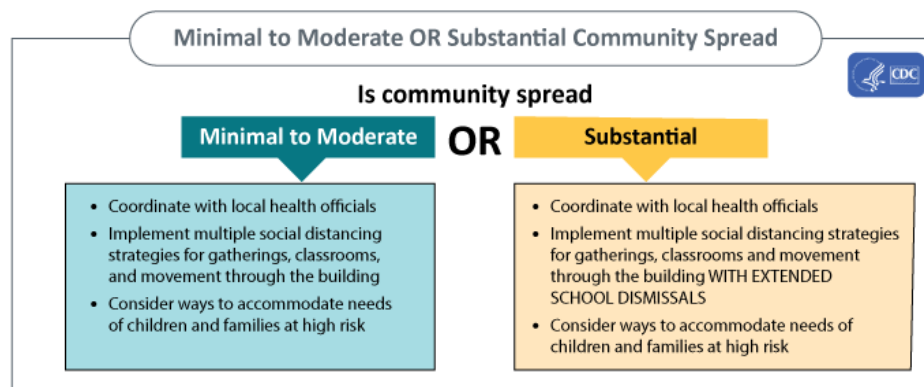 Minimal to Moderate OR Substantial Community Spread
CDC
Is community spread
Minimal to Moderate
OR
Substantial
• Coordinate with local health officials
• Implement multiple social distancing
strategies for gatherings, classrooms,
and movement through the building
• Consider ways to accommodate needs
of children and families at high risk
• Coordinate with local health officials
• Implement multiple social distancing strategies
for gatherings, classrooms and movement
through the building WITH EXTENDED
SCHOOL DISMISSALS
• Consider ways to accommodate needs of
children and families at high risk